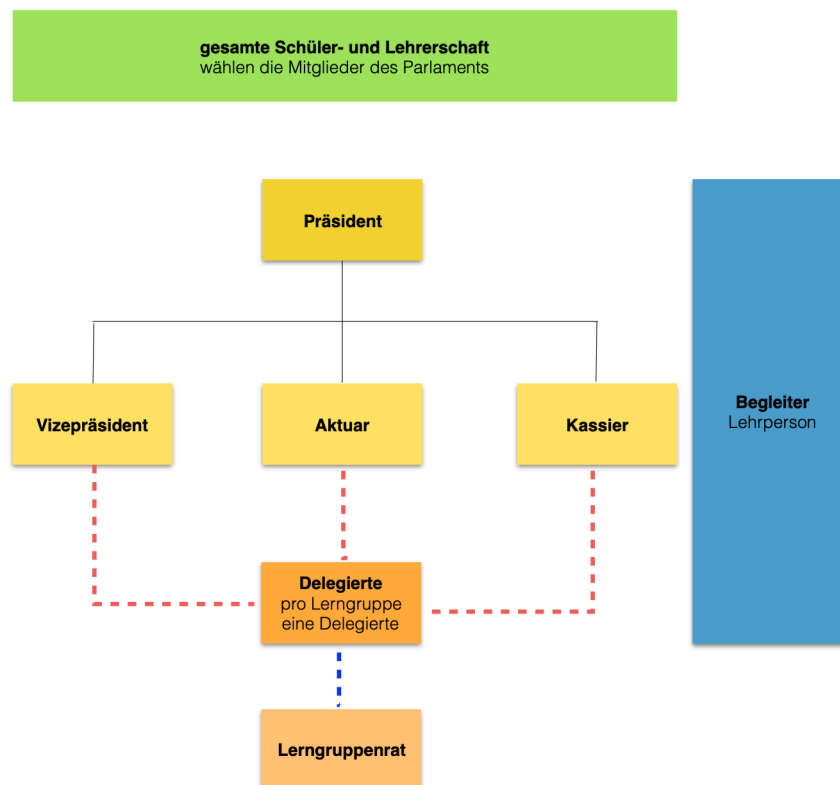 gesamte Schüler- und Lehrerschaft
wählen die Mitglieder des Parlaments
Präsident
Vizepräsident
Aktuar
Kassier
Begleiter
Lehrperson
Delegierte
pro Lerngruppe
eine Delegierte
Lerngruppenrat